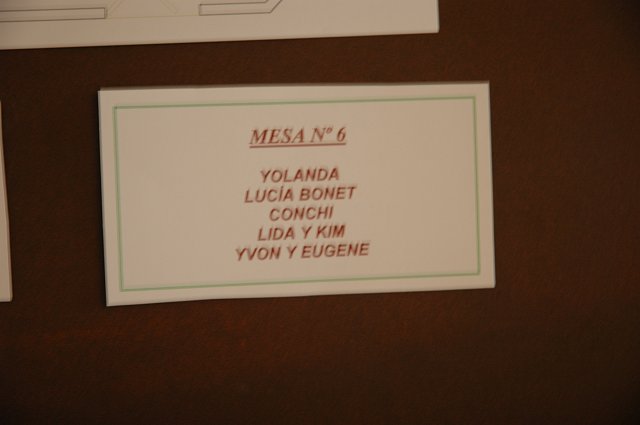 MESA Nº 6
YOLANDA
LUCÍA BONET
CONCHI
LIDA Y KIM
YVON Y EUGENE